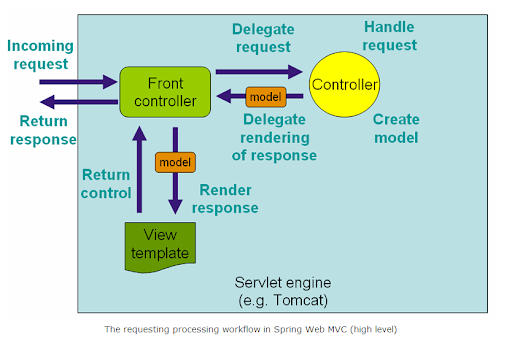 Incoming
request
Return
response
Delegate
request
Handle
request
Front
controller
Controller
model
Delegate
rendering
of response
Create
model
model
Return
control
Render
response
View
template
Servlet engine
(e.g. Tomcat)
The requesting processing workflow in Spring Web MVC (high level)